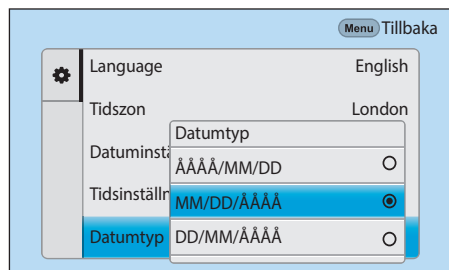 Menu Tillbaka
Language English
Tidszon London
Datuminstä
Tidsinställn
Datumtyp
Datumtyp
ÅÅÅÅ/MM/DD
MM/DD/ÅÅÅÅ
DD/MM/ÅÅÅÅ